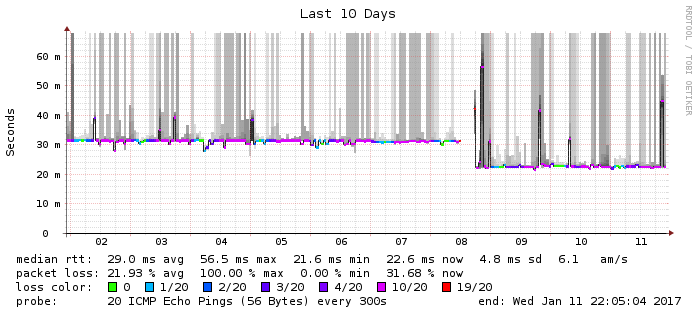 Last 10 Days
RRDTOOL / TOBI OETIKER
Seconds
60 m
50 m
40 m
30 m
20 m
10 m
0
02 03 04 05 06 07 08 09 10 11
median rtt: 29.0 ms avg 56.5 ms max 21.6 ms min 22.6 ms now 4.8 ms sd 6.1 am/s
packet loss: 21.93 % avg 100.00 % max 0.00 % min 31.68 % now
loss color: 0 1/20 2/20 3/20 4/20 10/20 19/20
probe: 20 ICMP Echo Pings (56 Bytes) every 300s end: Wed Jan 11 22:05:04 2017